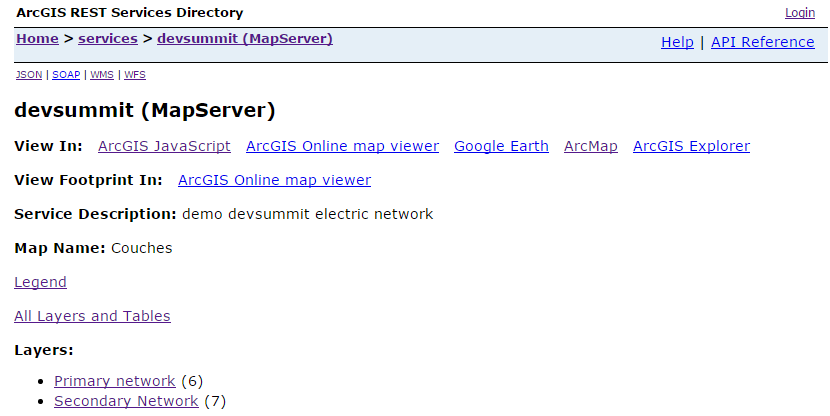 ArcGIS REST Services Directory Login
Home > services > devsummit (MapServer) Help | API Reference
JSON | SOAP | WMS | WFS
devsummit (MapServer)
View In: ArcGIS JavaScript ArcGIS Online map viewer Google Earth ArcMap ArcGIS Explorer
View Footprint In: ArcGIS Online map viewer
Service Description: demo devsummit electric network
Map Name: Couches
Legend
All Layers and Tables
Layers:
• Primary network (6)
• Secondary Network (7)